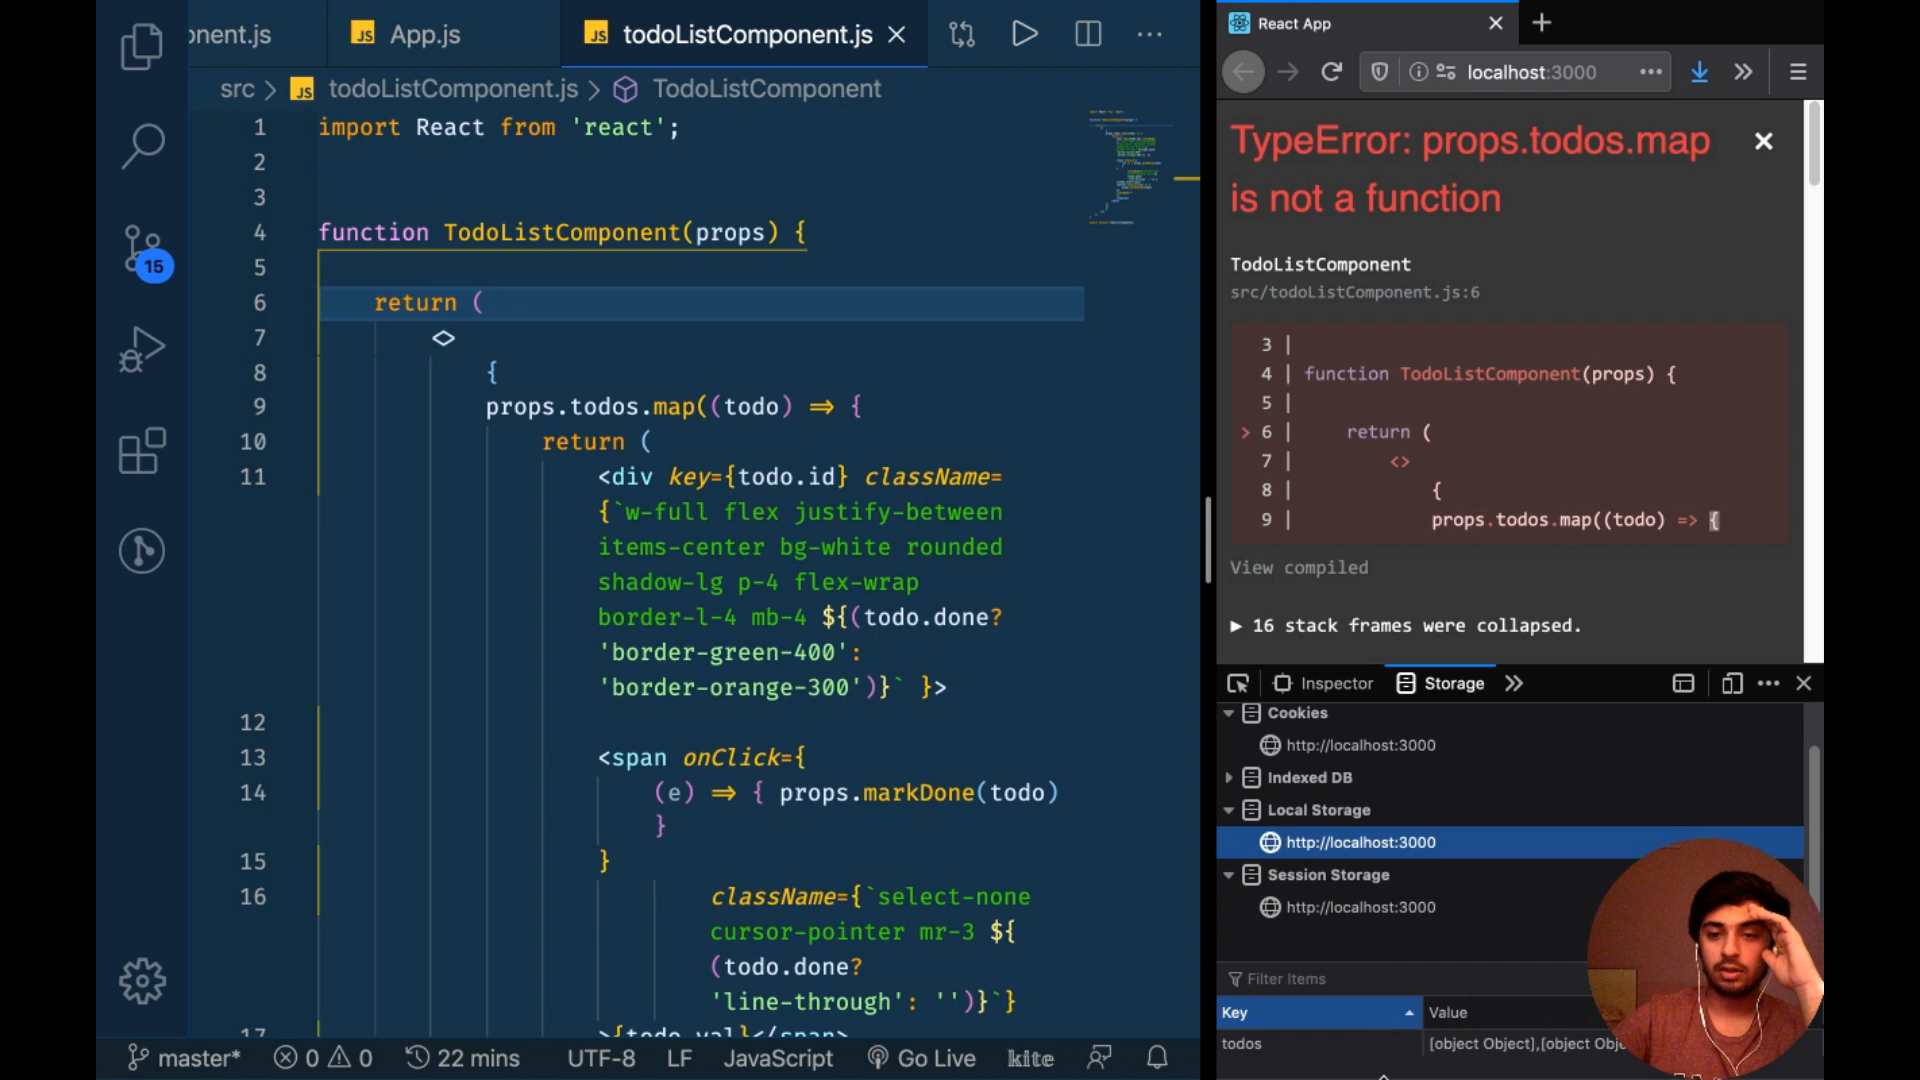 onent.js
JS App.js
JS todoListComponent.js
src > JS todoListComponent.js > TodoListComponent
1 import React from 'react';
2
3
4 function TodoListComponent(props) {
5
6 return (
7 <>
8 {
9 props.todos.map((todo) => {
10 return (
11 <div key={todo.id} className=
{`w-full flex justify-between
items-center bg-white rounded
shadow-lg p-4 flex-wrap
border-l-4 mb-4 ${(todo.done?
'border-green-400':
'border-orange-300')}` }>
12
13 <span onClick={
14 (e) => { props.markDone(todo)
}
15 }
16 className={`select-none
cursor-pointer mr-3 ${
(todo.done?
'line-through': '')}`}
17 >{todo.val}</span>
15
master* 0 0 22 mins UTF-8 LF JavaScript Go Live kite
React App
localhost:3000
TypeError: props.todos.map
is not a function
TodoListComponent
src/todoListComponent.js:6
3 |
4 | function TodoListComponent(props) {
5 |
> 6 | return (
7 | <>
8 | {
9 | props.todos.map((todo) => {
View compiled
▶ 16 stack frames were collapsed.
Inspector Storage
Cookies
http://localhost:3000
Indexed DB
Local Storage
http://localhost:3000
Session Storage
http://localhost:3000
Filter Items
Key Value
todos [object Object],[object Obje